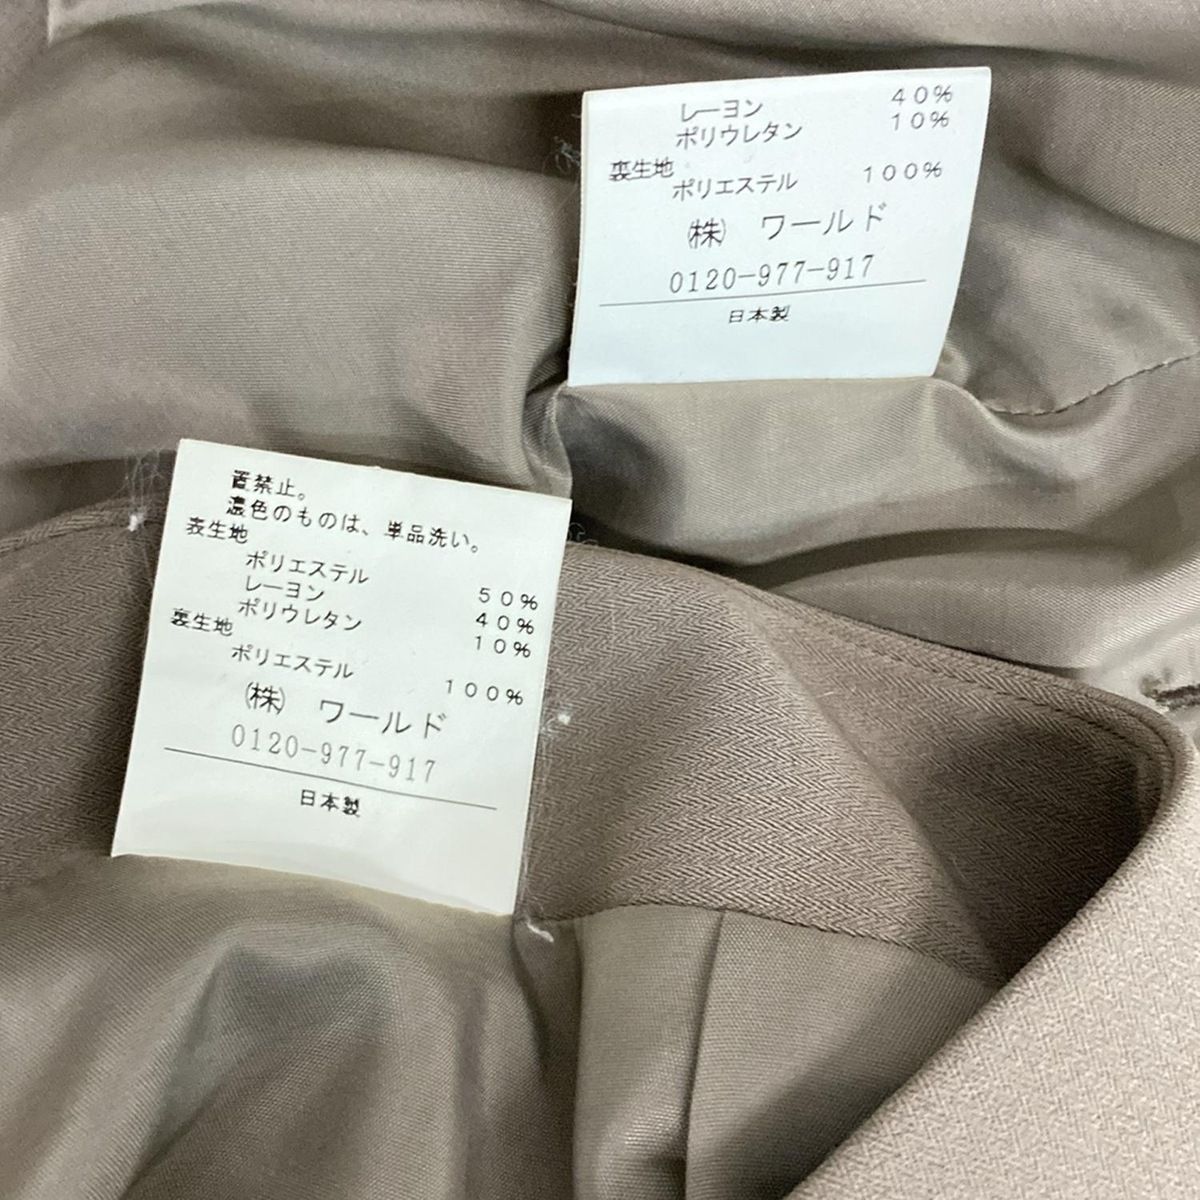 レーヨン 40%
ポリウレタン 10%
裏生地
ポリエステル 100%
㈱ ワールド
0120-977-917
日本製
置禁止。
濃色のものは、単品洗い。
表生地
ポリエステル 50%
レーヨン 40%
ポリウレタン 10%
裏生地
ポリエステル 100%
㈱ ワールド
0120-977-917
日本製